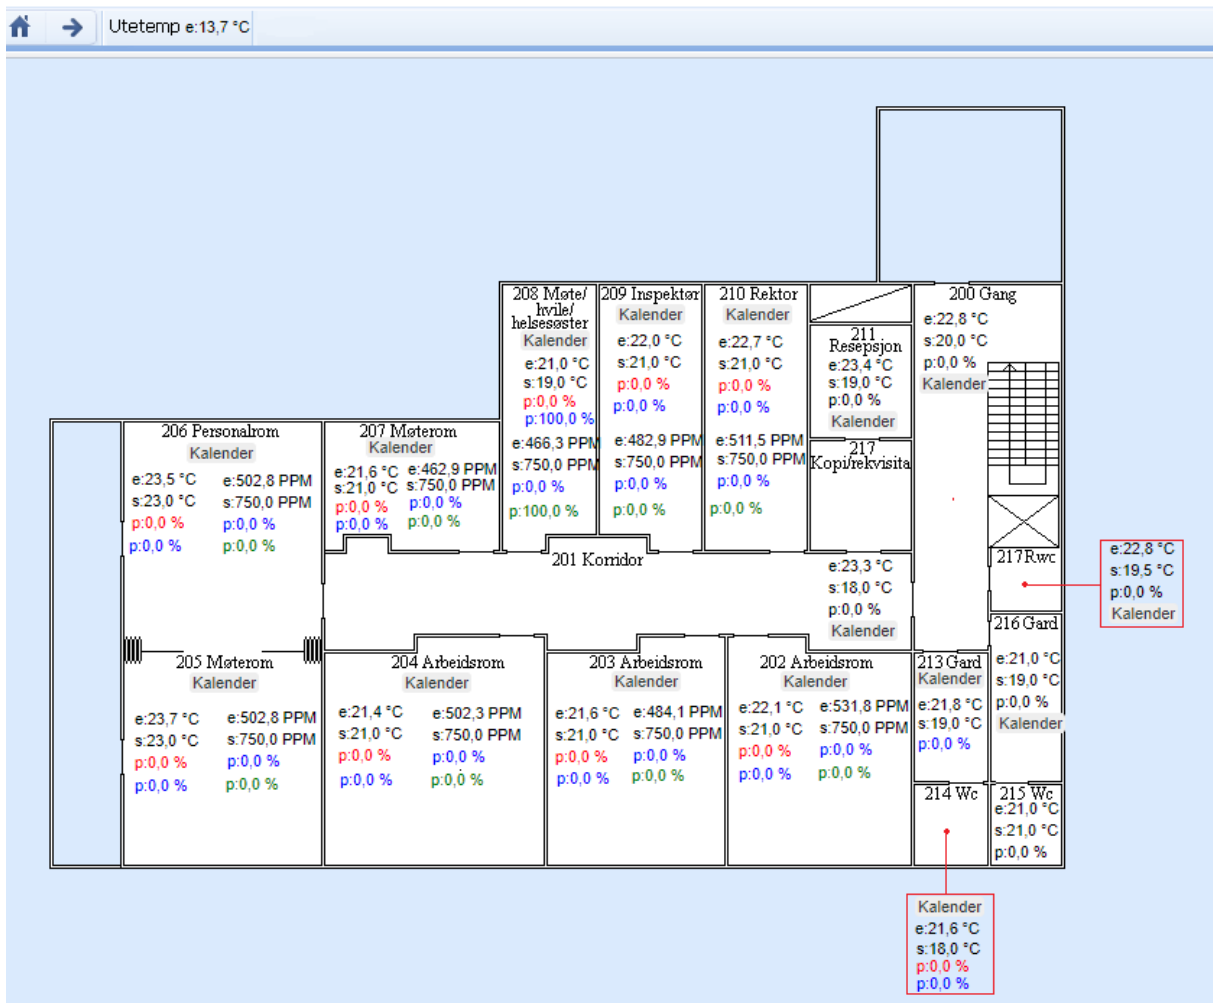 Utetemp e:13,7 °C
208 Møte/
hvile/
helsesøster
Kalender
e:21,0 °C
s:19,0 °C
p:0,0 %
p:100,0 %
e:466,3 PPM
s:750,0 PPM
p:0,0 %
p:100,0 %
209 Inspektør
Kalender
e:22,0 °C
s:21,0 °C
p:0,0 %
p:0,0 %
e:482,9 PPM
s:750,0 PPM
p:0,0 %
p:0,0 %
210 Rektor
Kalender
e:22,7 °C
s:21,0 °C
p:0,0 %
p:0,0 %
e:511,5 PPM
s:750,0 PPM
p:0,0 %
p:0,0 %
211
Resepsjon
e:23,4 °C
s:19,0 °C
p:0,0 %
Kalender
217
Kopi/rekvisita
200 Gang
e:22,8 °C
s:20,0 °C
p:0,0 %
Kalender
206 Personalrom
Kalender
e:23,5 °C e:502,8 PPM
s:23,0 °C s:750,0 PPM
p:0,0 % p:0,0 %
p:0,0 % p:0,0 %
207 Møterom
Kalender
e:21,6 °C e:462,9 PPM
s:21,0 °C s:750,0 PPM
p:0,0 % p:0,0 %
p:0,0 % p:0,0 %
201 Korridor
e:23,3 °C
s:18,0 °C
p:0,0 %
Kalender
217 Rwc
e:22,8 °C
s:19,5 °C
p:0,0 %
Kalender
216 Gard
e:21,0 °C
s:19,0 °C
p:0,0 %
Kalender
205 Møterom
Kalender
e:23,7 °C e:502,8 PPM
s:23,0 °C s:750,0 PPM
p:0,0 % p:0,0 %
p:0,0 % p:0,0 %
204 Arbeidsrom
Kalender
e:21,4 °C e:502,3 PPM
s:21,0 °C s:750,0 PPM
p:0,0 % p:0,0 %
p:0,0 % p:0,0 %
203 Arbeidsrom
Kalender
e:21,6 °C e:484,1 PPM
s:21,0 °C s:750,0 PPM
p:0,0 % p:0,0 %
p:0,0 % p:0,0 %
202 Arbeidsrom
Kalender
e:22,1 °C e:531,8 PPM
s:21,0 °C s:750,0 PPM
p:0,0 % p:0,0 %
p:0,0 % p:0,0 %
213 Gard
Kalender
e:21,8 °C
s:19,0 °C
p:0,0 %
214 Wc
215 Wc
e:21,0 °C
s:21,0 °C
p:0,0 %
Kalender
e:21,6 °C
s:18,0 °C
p:0,0 %
p:0,0 %